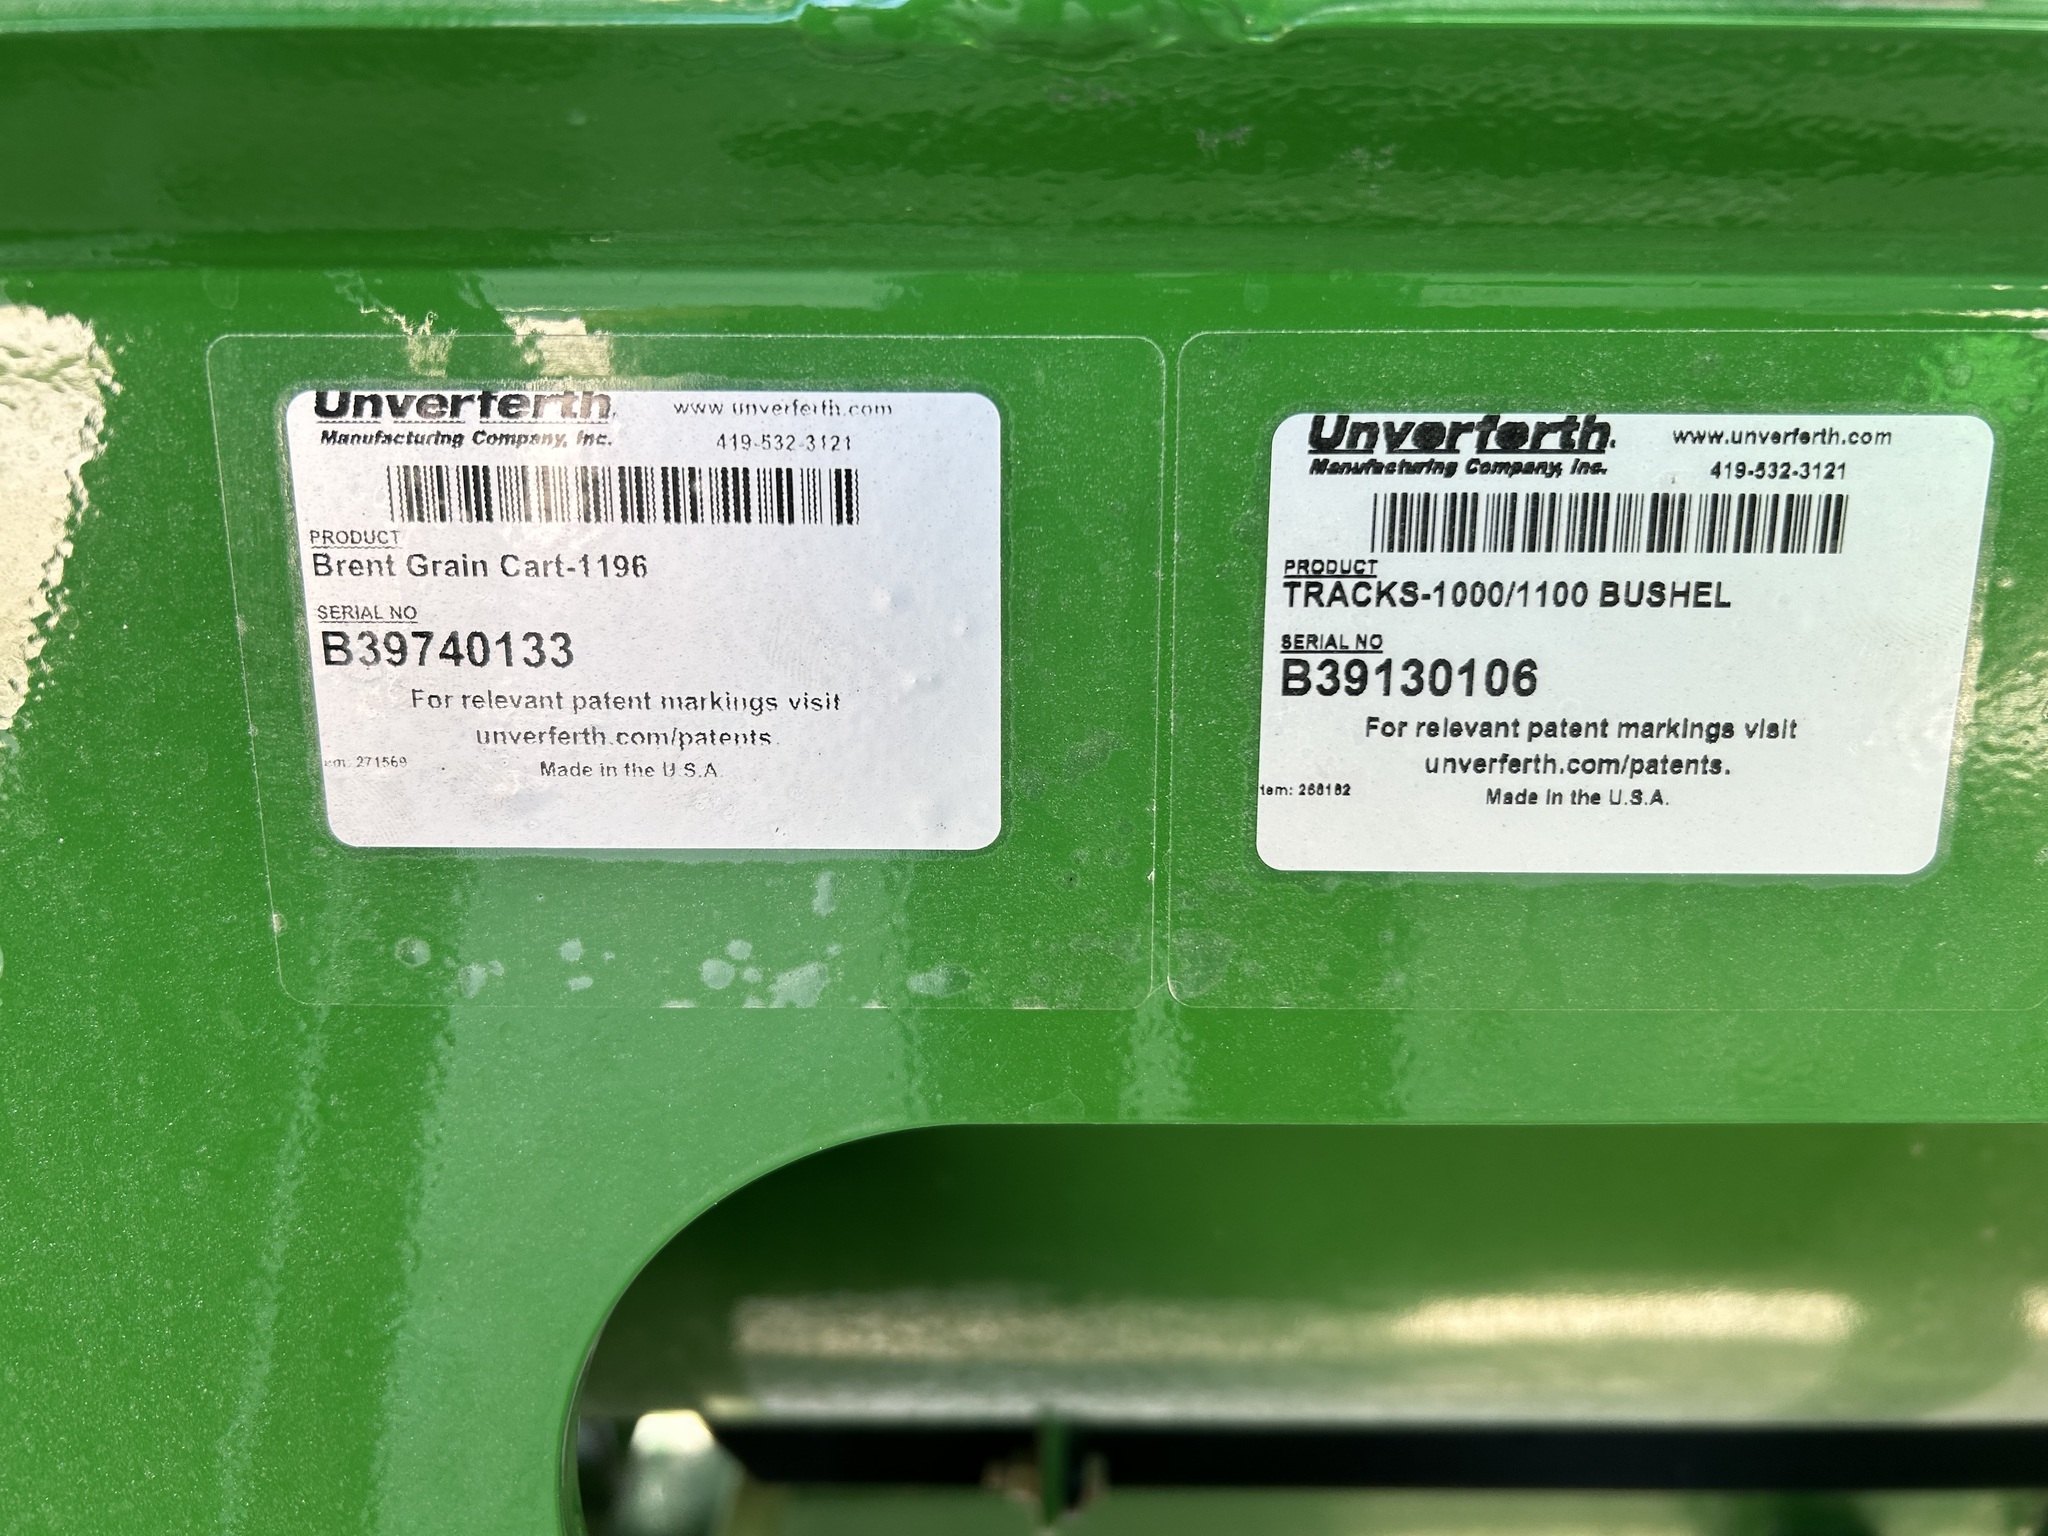 Unverferth
www.unverferth.com
Manufacturing Company, Inc.
419-532-3121
PRODUCT
Brent Grain Cart-1196
SERIAL NO
B39740133
For relevant patent markings visit
unverferth.com/patents.
271569
Made in the U.S.A.
Unverferth.
www.unverferth.com
Manufacturing Company, Inc.
419-532-3121
PRODUCT
TRACKS-1000/1100 BUSHEL
SERIAL NO
B39130106
For relevant patent markings visit
unverferth.com/patents.
tem: 268182
Made in the U.S.A.